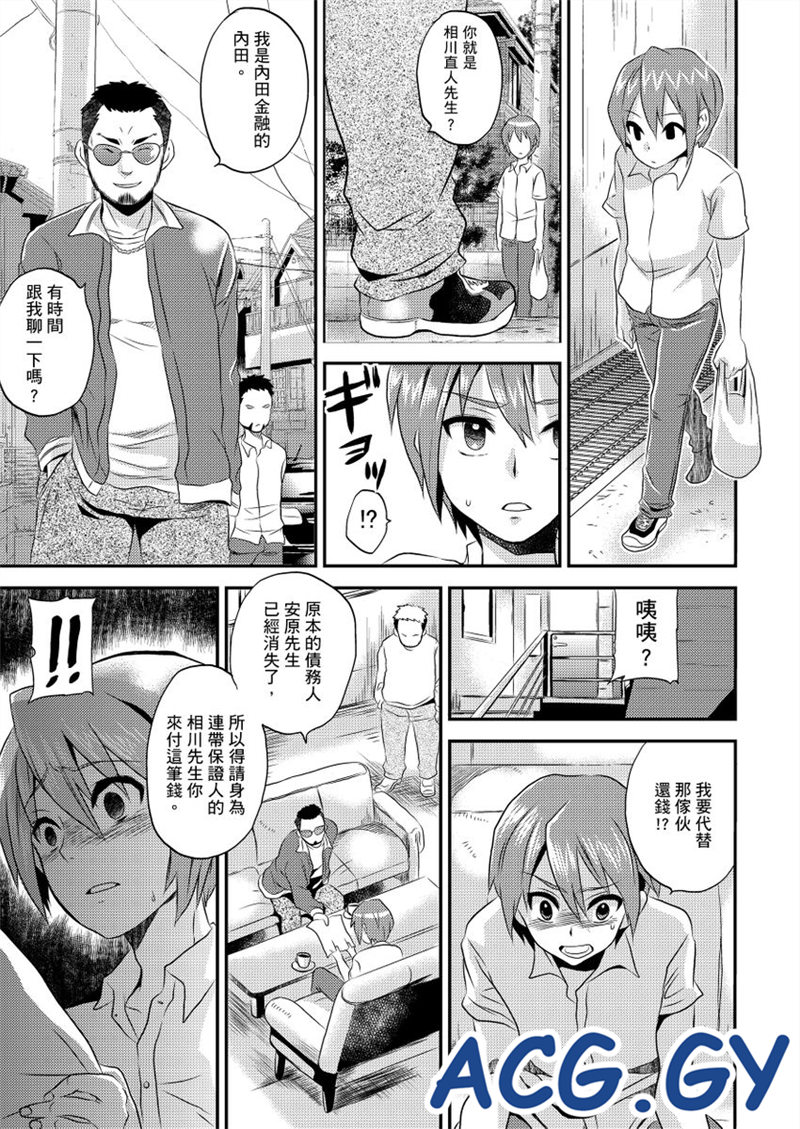 你就是
相川直人先生？
我是內田金融的
內田。
ギョッ
!?
有時間
跟我聊一下嗎？
咦咦？
我要代替
那傢伙
還錢!?
原本的債務人
安原先生
已經消失了，
所以得請身為
連帶保證人的
相川先生你
來付這筆錢。
!!
ACG.GY